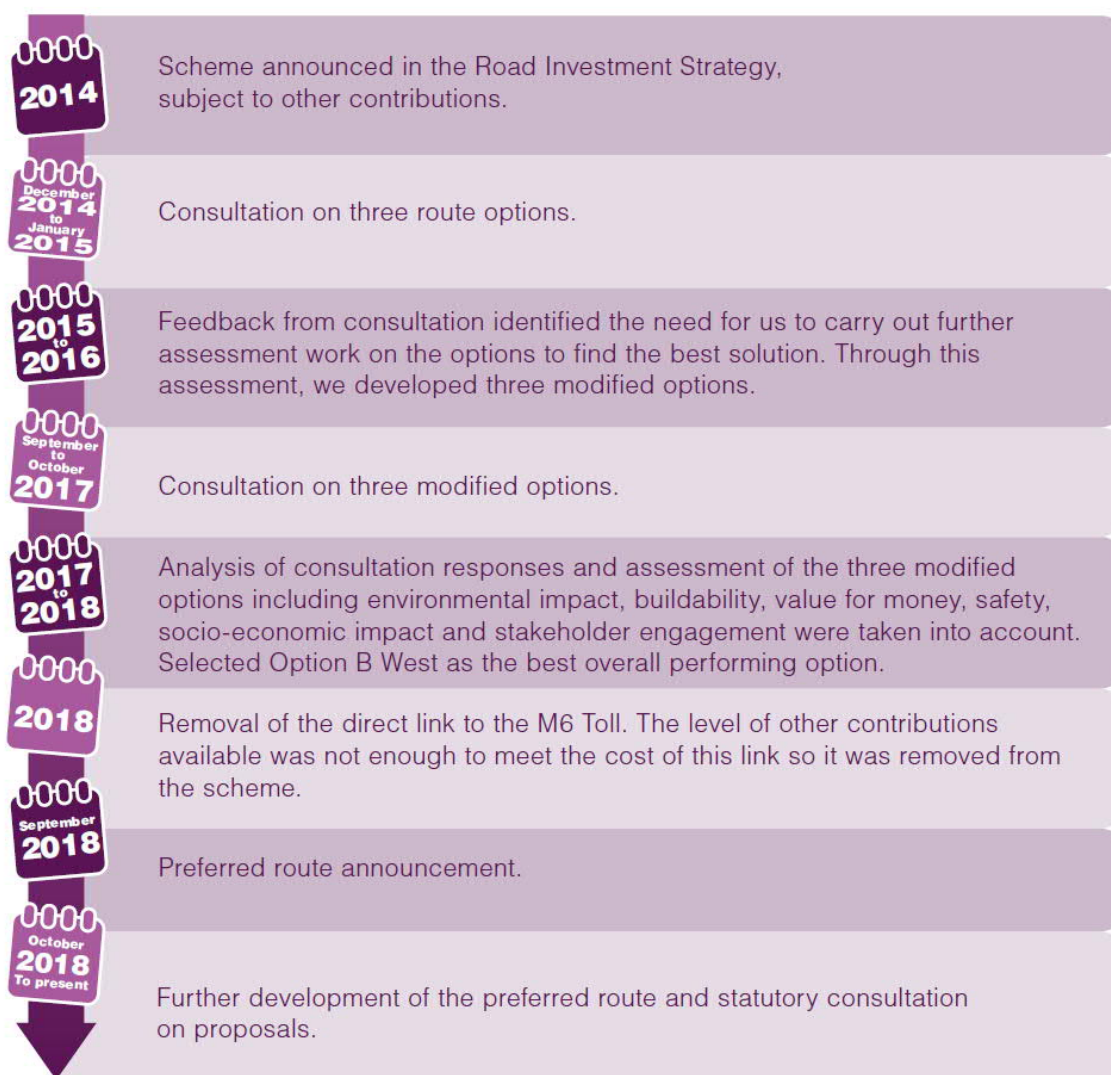 2014
Scheme announced in the Road Investment Strategy,
subject to other contributions.
December
2014
to
January
2015
Consultation on three route options.
2015
to
2016
Feedback from consultation identified the need for us to carry out further
assessment work on the options to find the best solution. Through this
assessment, we developed three modified options.
September
to
October
2017
Consultation on three modified options.
2017
to
2018
Analysis of consultation responses and assessment of the three modified
options including environmental impact, buildability, value for money, safety,
socio-economic impact and stakeholder engagement were taken into account.
Selected Option B West as the best overall performing option.
2018
Removal of the direct link to the M6 Toll. The level of other contributions
available was not enough to meet the cost of this link so it was removed from
the scheme.
September
2018
Preferred route announcement.
October
2018
To present
Further development of the preferred route and statutory consultation
on proposals.